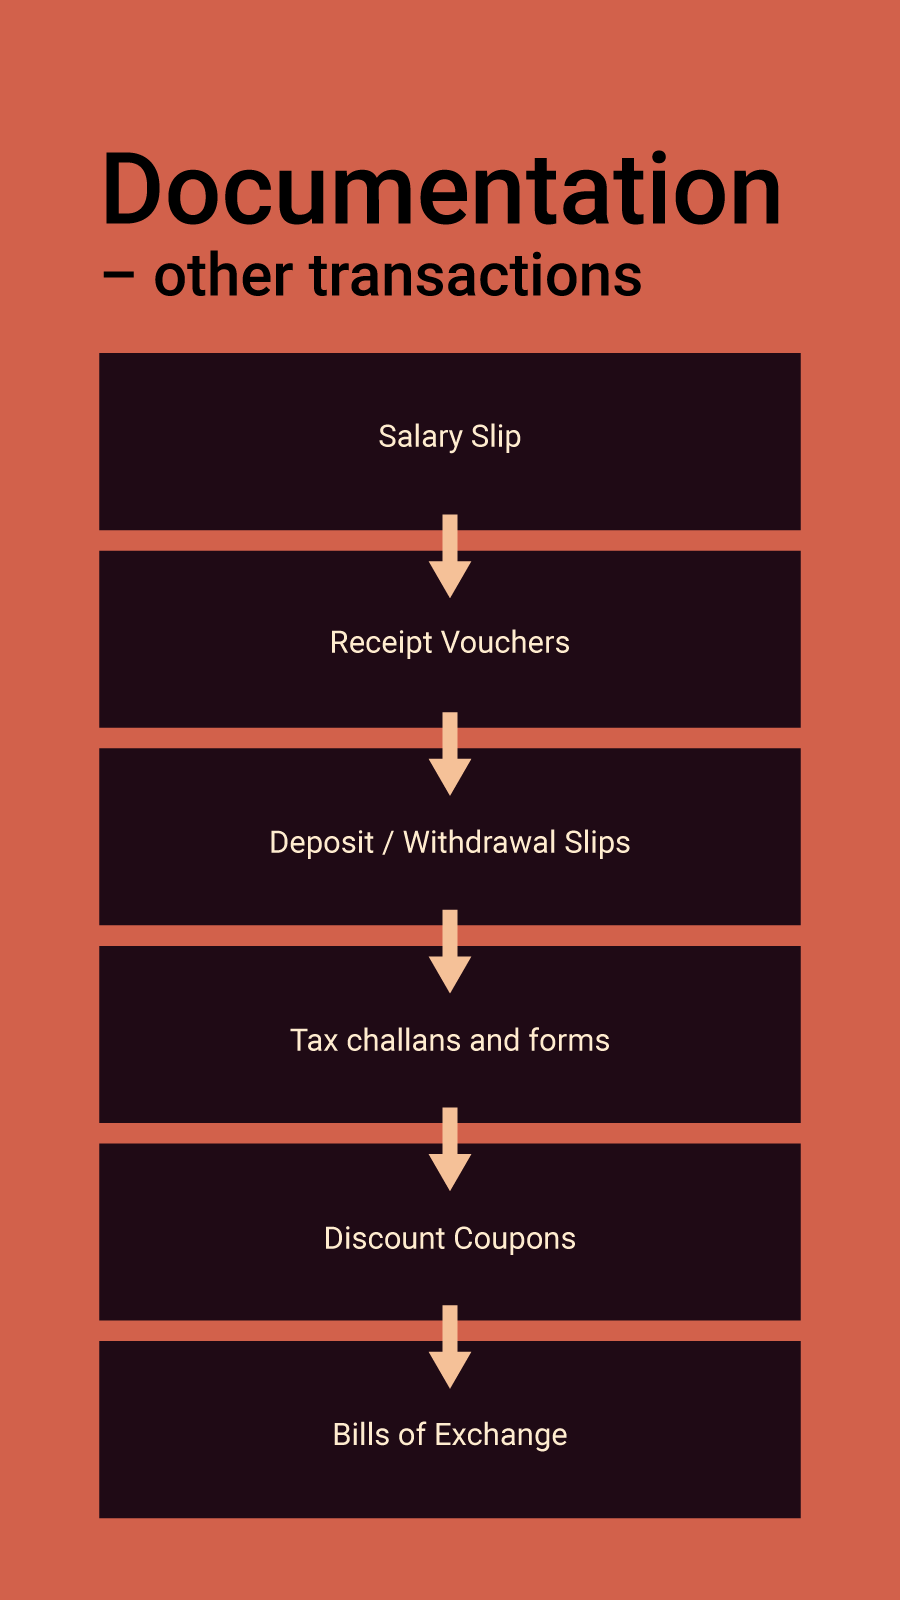 Documentation
– other transactions
Salary Slip
Receipt Vouchers
Deposit / Withdrawal Slips
Tax challans and forms
Discount Coupons
Bills of Exchange